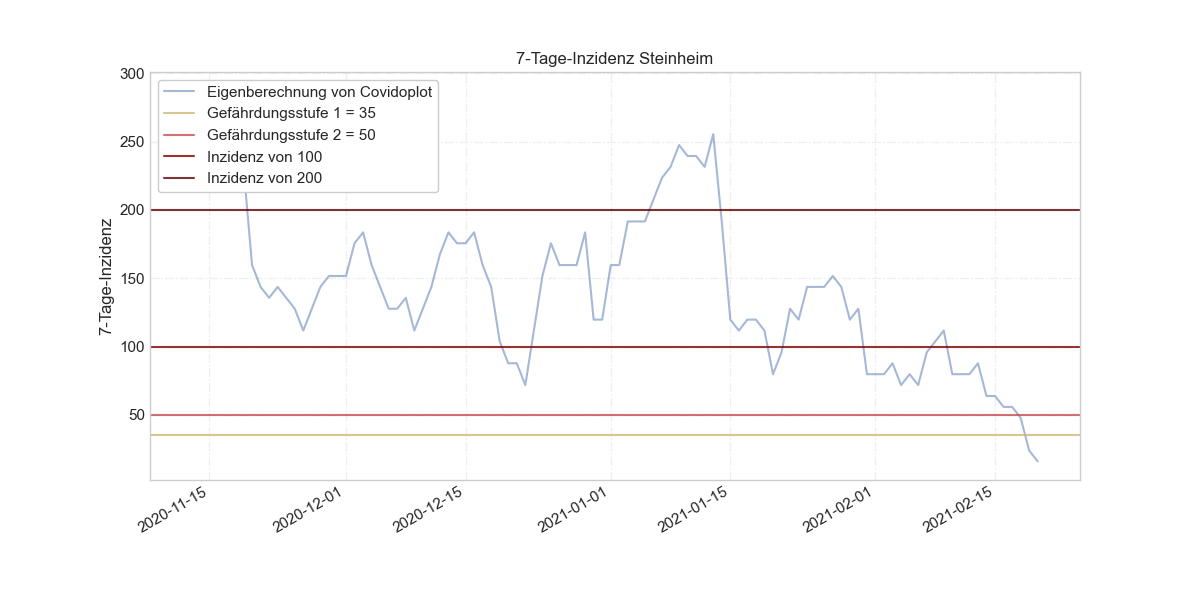 7-Tage-Inzidenz Steinheim
300
250
200
150
100
50
7-Tage-Inzidenz
Eigenberechnung von Covidoplot
Gefährdungsstufe 1 = 35
Gefährdungsstufe 2 = 50
Inzidenz von 100
Inzidenz von 200
2020-11-15
2020-12-01
2020-12-15
2021-01-01
2021-01-15
2021-02-01
2021-02-15